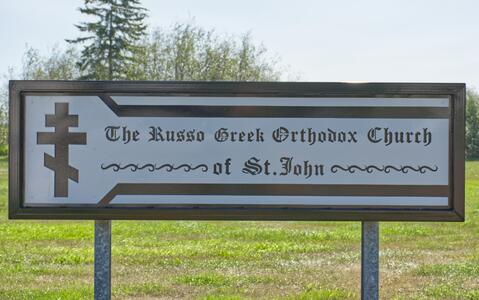 The Russo Greek Orthodox Church
of St. John